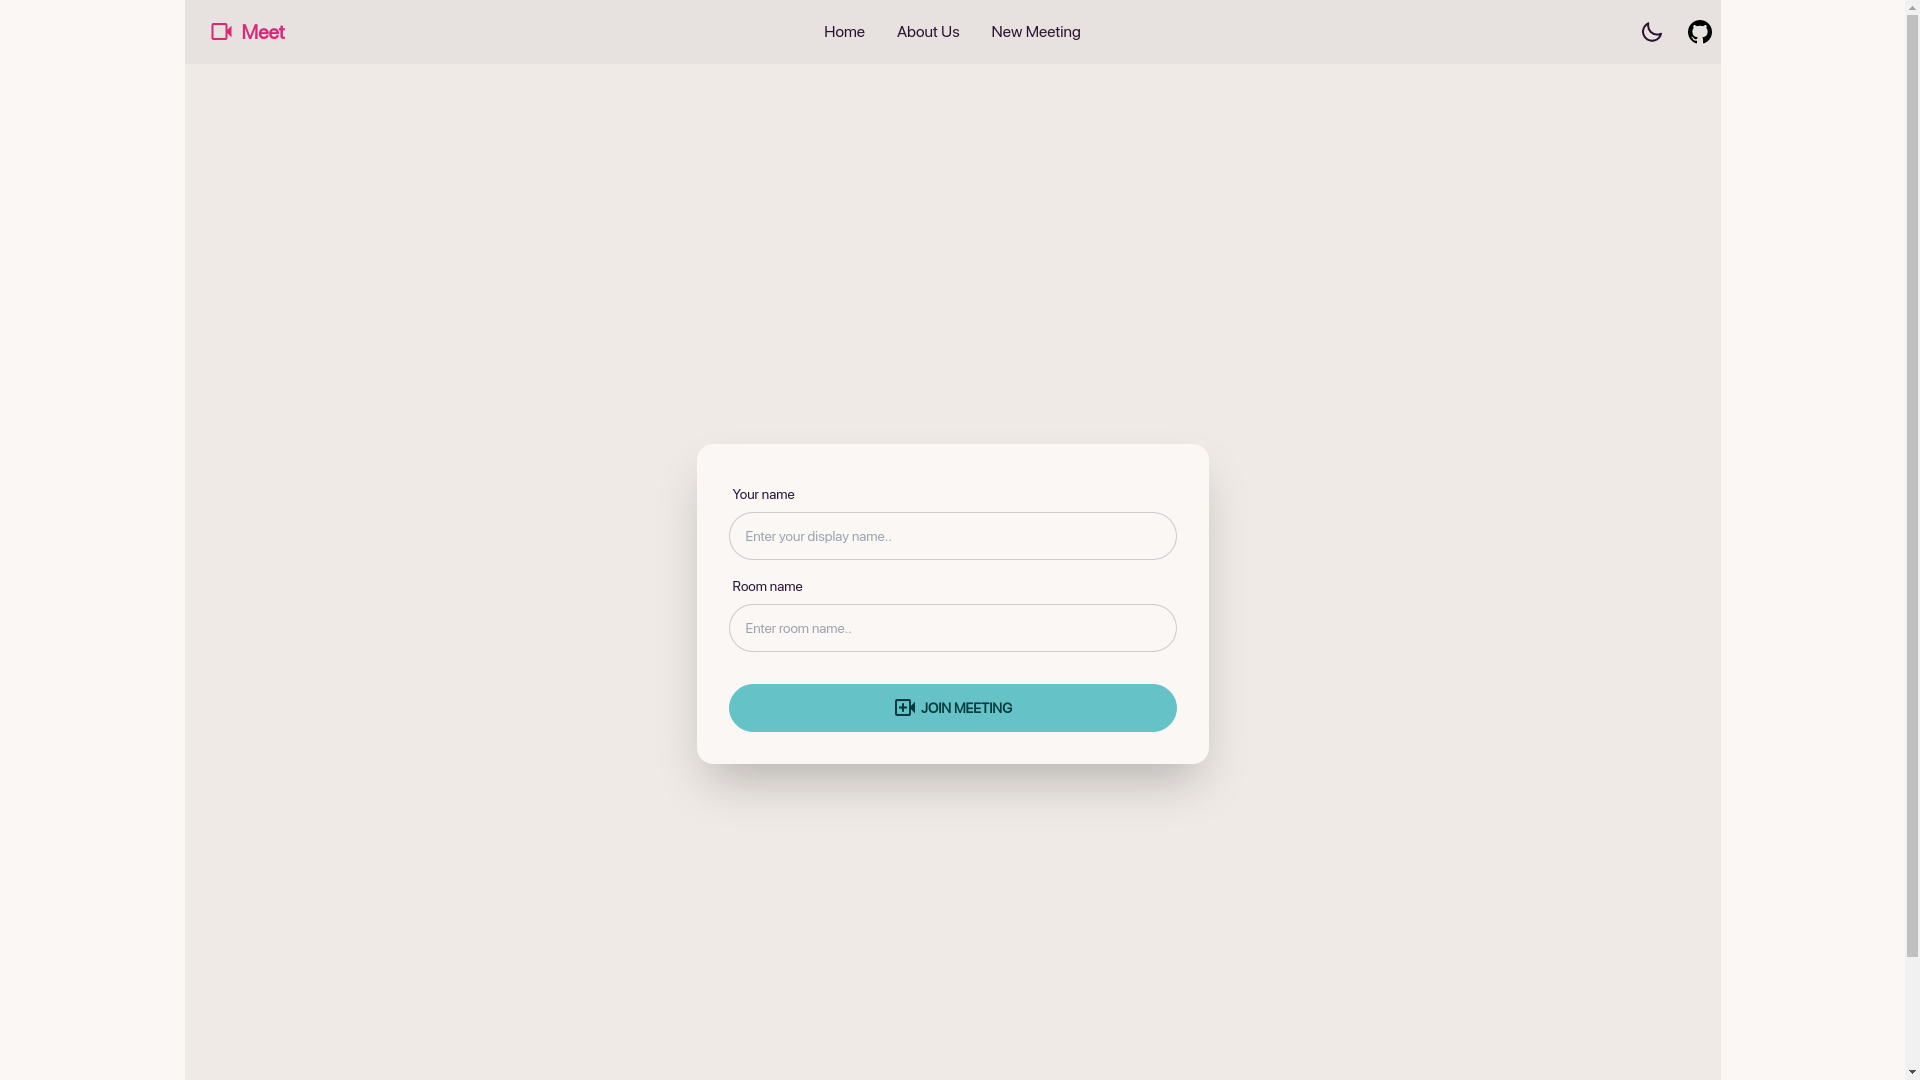 Meet
Home
About Us
New Meeting
Your name
Enter your display name..
Room name
Enter room name..
JOIN MEETING